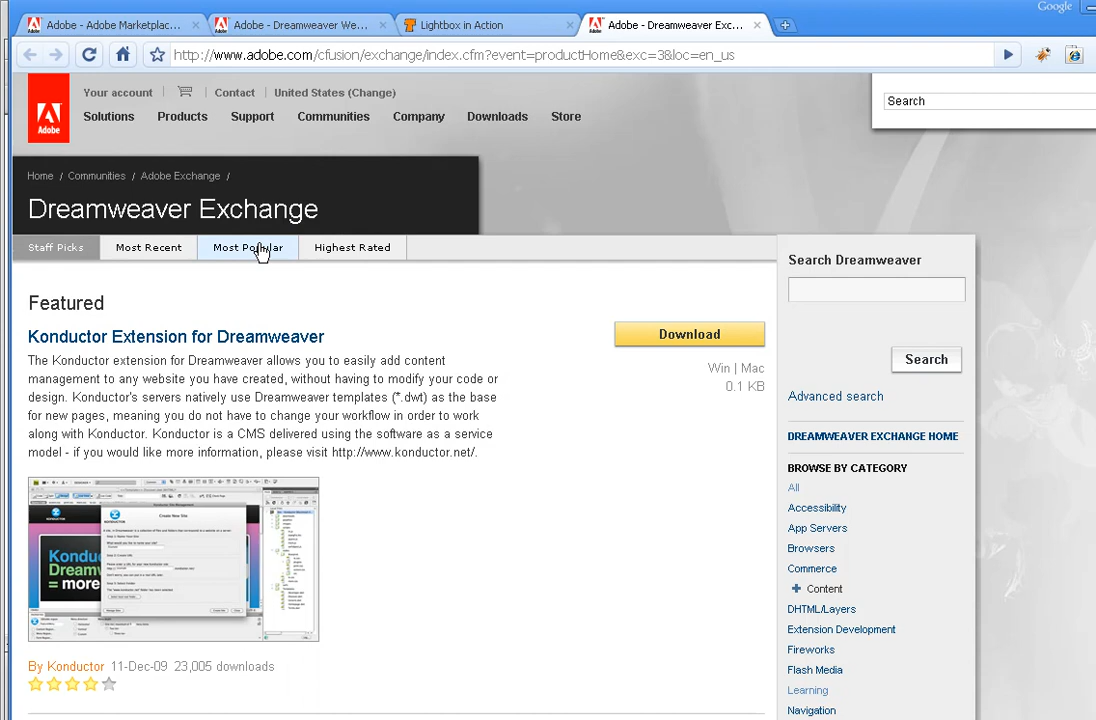 Google
Adobe - Adobe Marketplac...
Adobe - Dreamweaver We...
Lightbox in Action
Adobe - Dreamweaver Exc...
http://www.adobe.com/cfusion/exchange/index.cfm?event=productHome&exc=3&loc=en_us
Adobe
Your account
Contact
United States (Change)
Search
Solutions
Products
Support
Communities
Company
Downloads
Store
Home / Communities / Adobe Exchange /
Dreamweaver Exchange
Staff Picks
Most Recent
Most Popular
Highest Rated
Featured
Konductor Extension for Dreamweaver
The Konductor extension for Dreamweaver allows you to easily add content
management to any website you have created, without having to modify your code or
design. Konductor's servers natively use Dreamweaver templates (*.dwt) as the base
for new pages, meaning you do not have to change your workflow in order to work
along with Konductor. Konductor is a CMS delivered using the software as a service
model - if you would like more information, please visit http://www.konductor.net/.
Download
Win | Mac
0.1 KB
By Konductor 11-Dec-09 23,005 downloads
Search Dreamweaver
Search
Advanced search
DREAMWEAVER EXCHANGE HOME
BROWSE BY CATEGORY
All
Accessibility
App Servers
Browsers
Commerce
+ Content
DHTML/Layers
Extension Development
Fireworks
Flash Media
Learning
Navigation